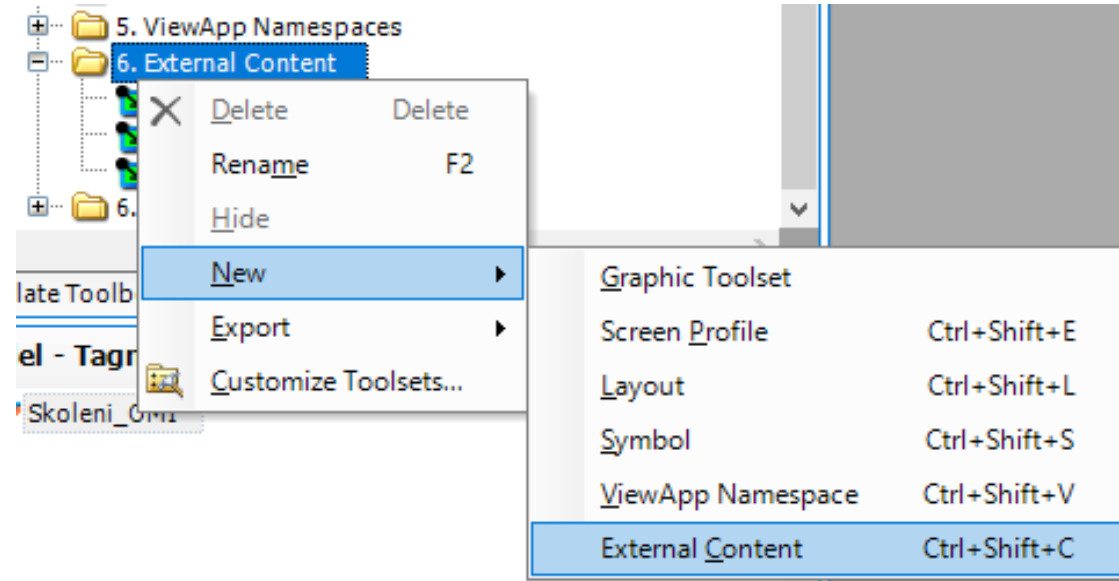 5. ViewApp Namespaces
6. External Content
Delete Delete
Rename F2
6.
Hide
New
Graphic Toolset
late Toolb
Export
Screen Profile Ctrl+Shift+E
el - Tagn
Customize Toolsets...
Layout Ctrl+Shift+L
Skoleni_OMI
Symbol Ctrl+Shift+S
ViewApp Namespace Ctrl+Shift+V
External Content Ctrl+Shift+C